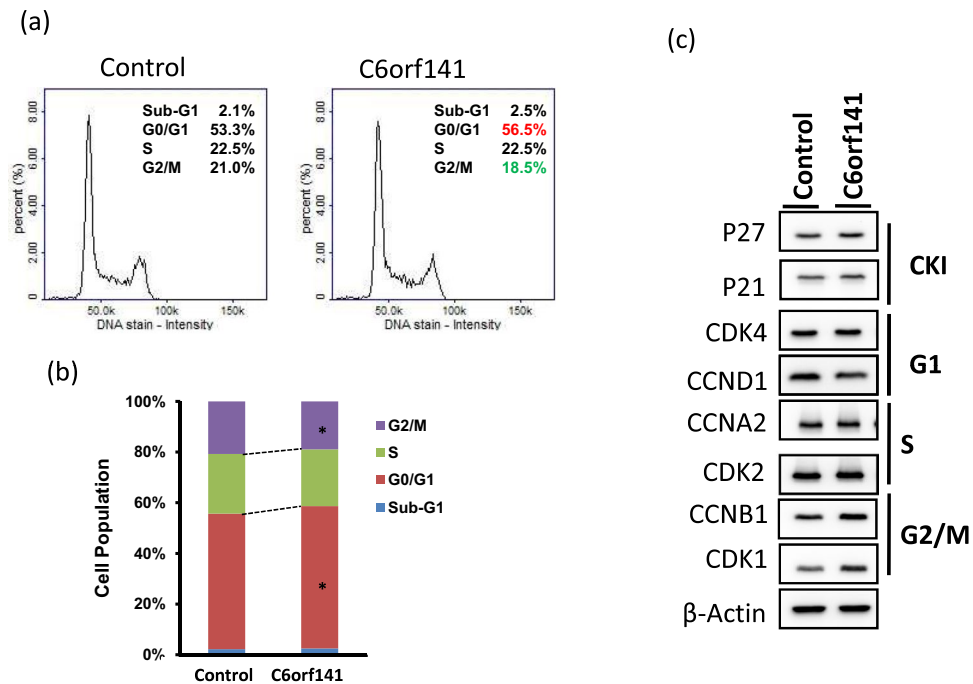 (a)
Control
Sub-G1 2.1%
G0/G1 53.3%
S 22.5%
G2/M 21.0%
percent (%)
0 2.00 4.00 6.00 8.00
50.0k 100k 150k
DNA stain - Intensity
C6orf141
Sub-G1 2.5%
G0/G1 56.5%
S 22.5%
G2/M 18.5%
percent (%)
0 2.00 4.00 6.00 8.00
50.0k 100k 150k
DNA stain - Intensity
(b)
Cell Population
100%
80%
60%
40%
20%
0%
*
*
Control C6orf141
G2/M
S
G0/G1
Sub-G1
(c)
Control
C6orf141
P27
P21
CKI
CDK4
CCND1
G1
CCNA2
CDK2
S
CCNB1
CDK1
G2/M
β-Actin